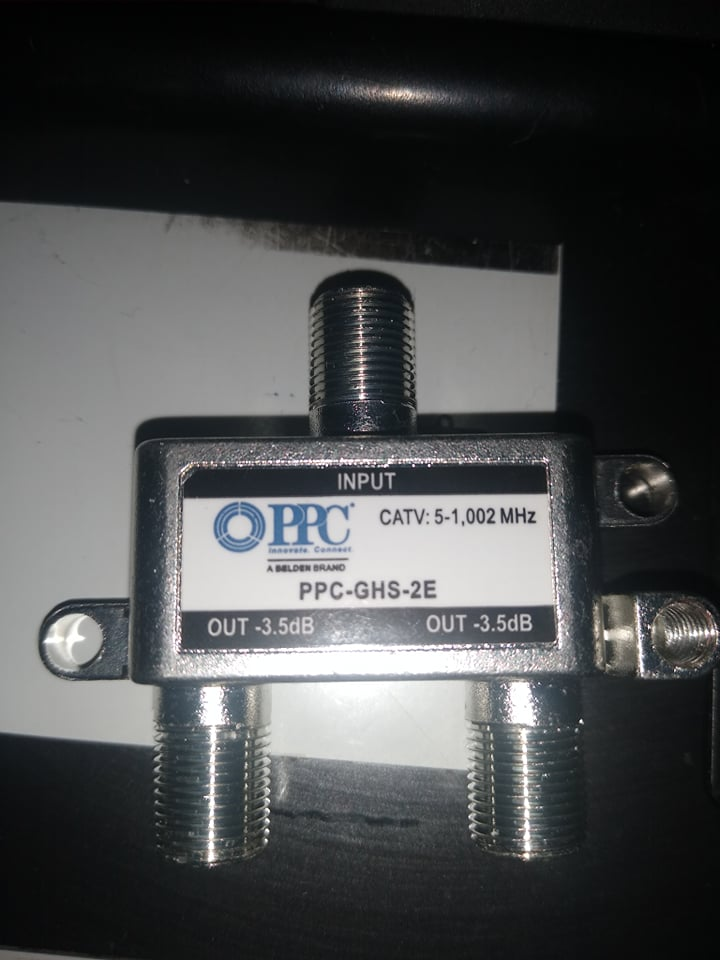 INPUT
PPC
CATV: 5-1,002 MHz
Innovate. Connect.
A BELDEN BRAND
PPC-GHS-2E
OUT -3.5dB
OUT -3.5dB